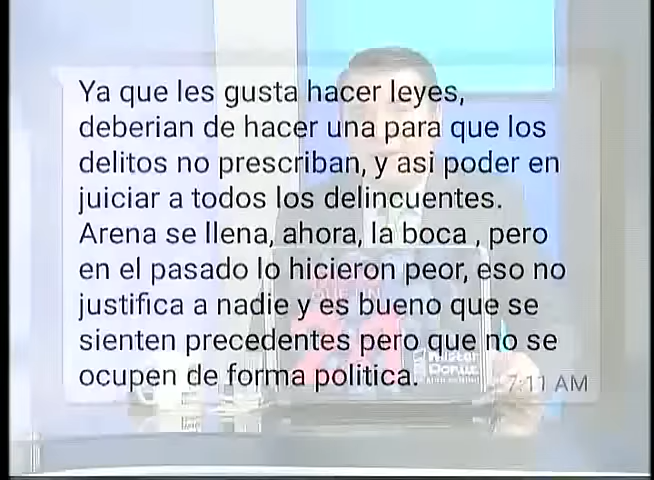 Ya que les gusta hacer leyes,
deberian de hacer una para que los
delitos no prescriban, y asi poder en
juiciar a todos los delincuentes.
Arena se llena, ahora, la boca , pero
en el pasado lo hicieron peor, eso no
justifica a nadie y es bueno que se
sienten precedentes pero que no se
ocupen de forma politica.
7:11 AM
Mister
Donut